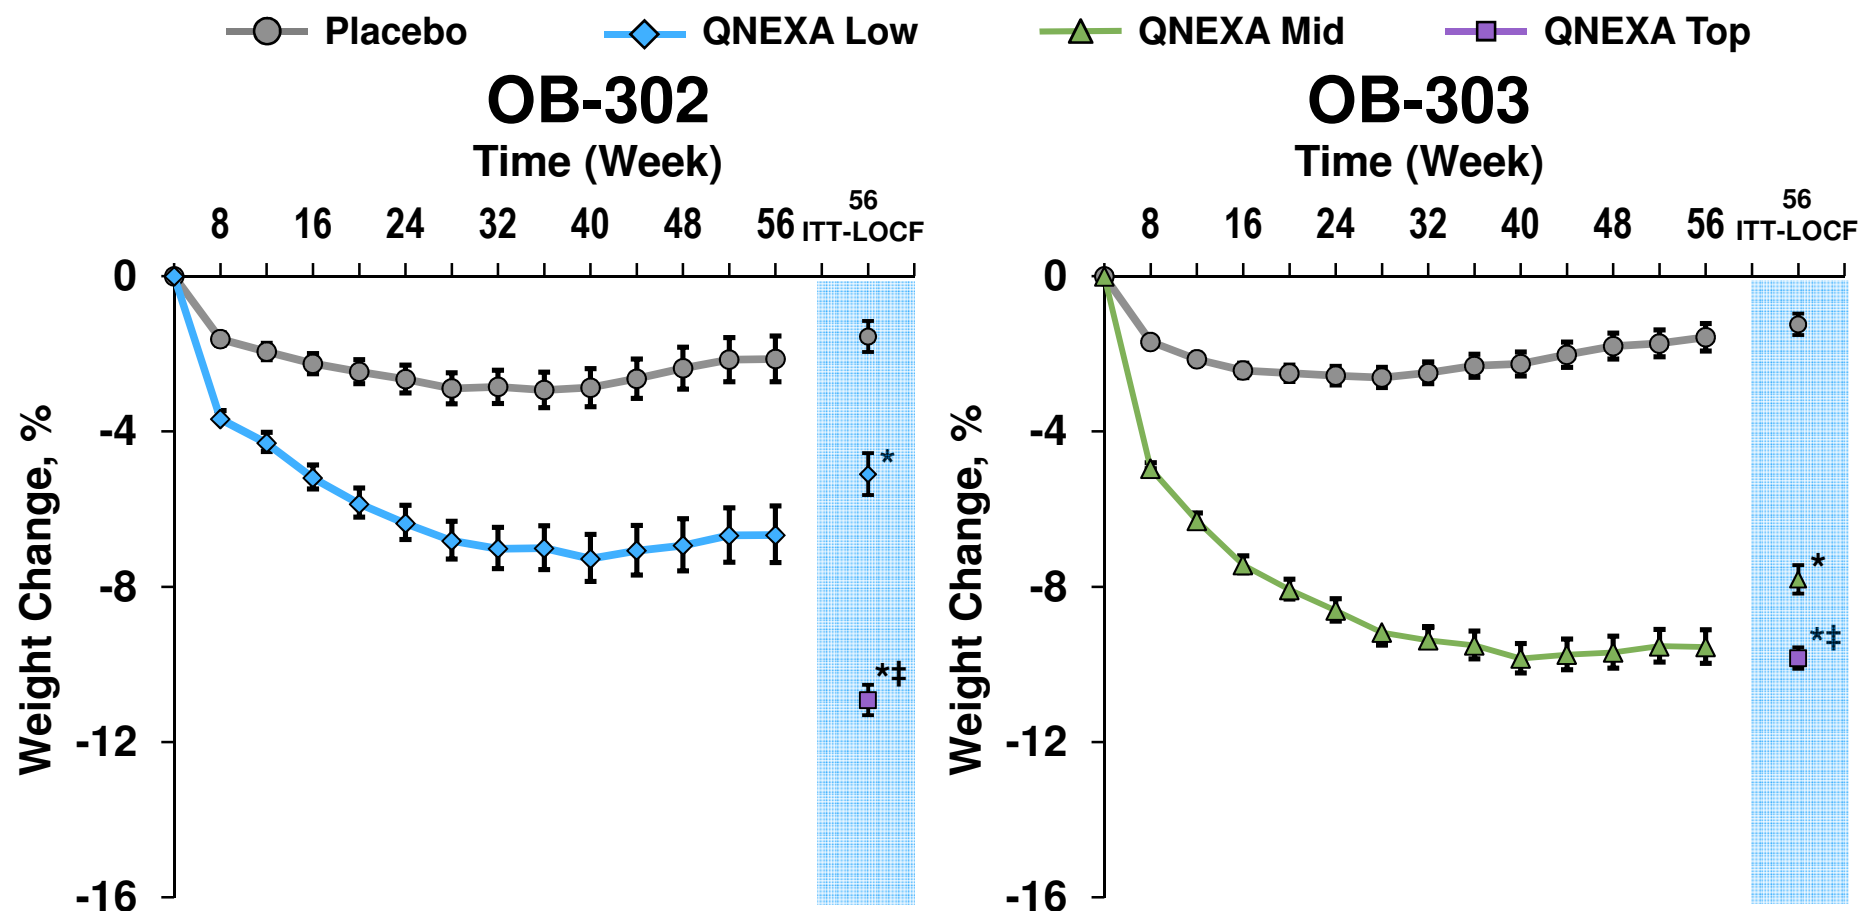 Placebo QNEXA Low QNEXA Mid QNEXA Top
OB-302
Time (Week)
8 16 24 32 40 48 56 56 ITT-LOCF
0
-4
-8
-12
-16
Weight Change, %
*
*‡
OB-303
Time (Week)
8 16 24 32 40 48 56 56 ITT-LOCF
0
-4
-8
-12
-16
Weight Change, %
*
*‡